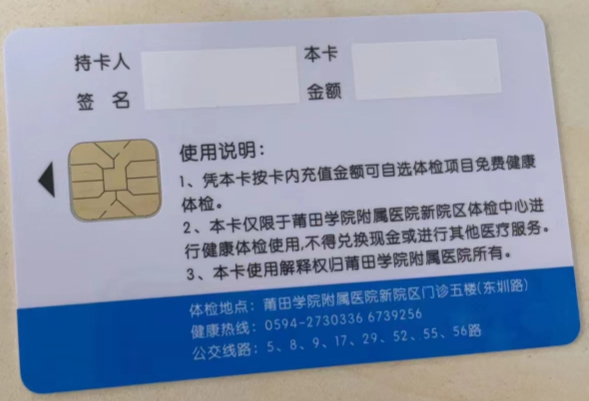 持卡人
签 名
本卡
金额
使用说明：
1、凭本卡按卡内充值金额可自选体检项目免费健康
体检。
2、本卡仅限于莆田学院附属医院新院区体检中心进
行健康体检使用,不得兑换现金或进行其他医疗服务。
3、本卡使用解释权归莆田学院附属医院所有。
体检地点：莆田学院附属医院新院区门诊五楼(东圳路)
健康热线：0594-2730336 6739256
公交线路：5、8、9、17、29、52、55、56路